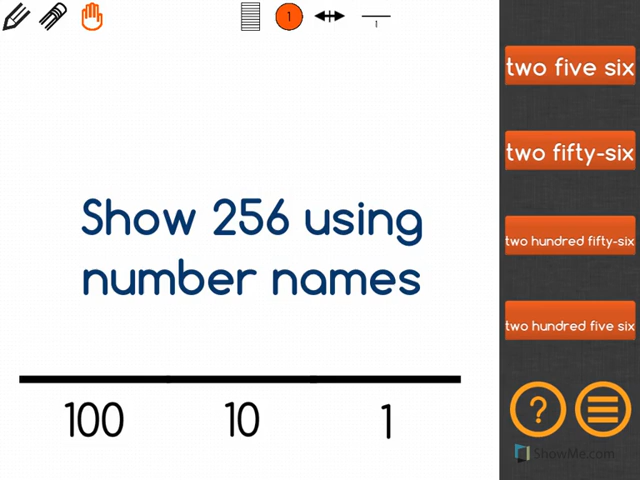 1
1
two five six
two fifty-six
Show 256 using
number names
two hundred fifty-six
two hundred five six
100 10 1
?
ShowMe.com